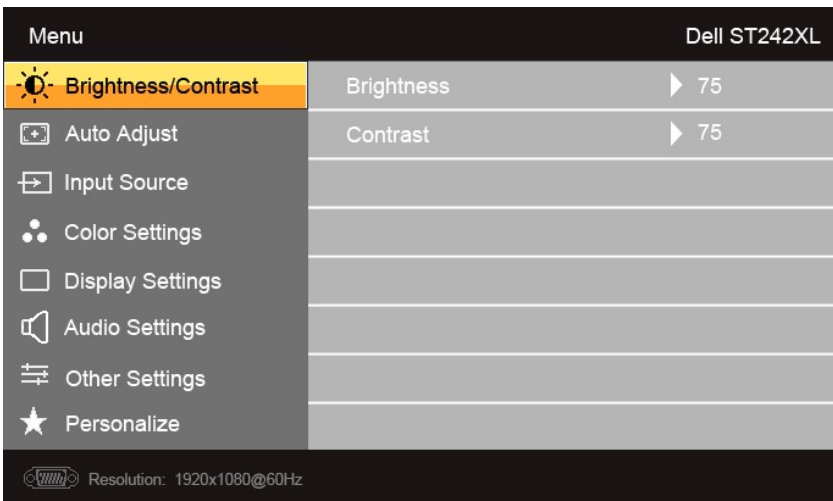 Menu Dell ST242XL
Brightness/Contrast Brightness 75
Auto Adjust Contrast 75
Input Source
Color Settings
Display Settings
Audio Settings
Other Settings
Personalize
Resolution: 1920x1080@60Hz